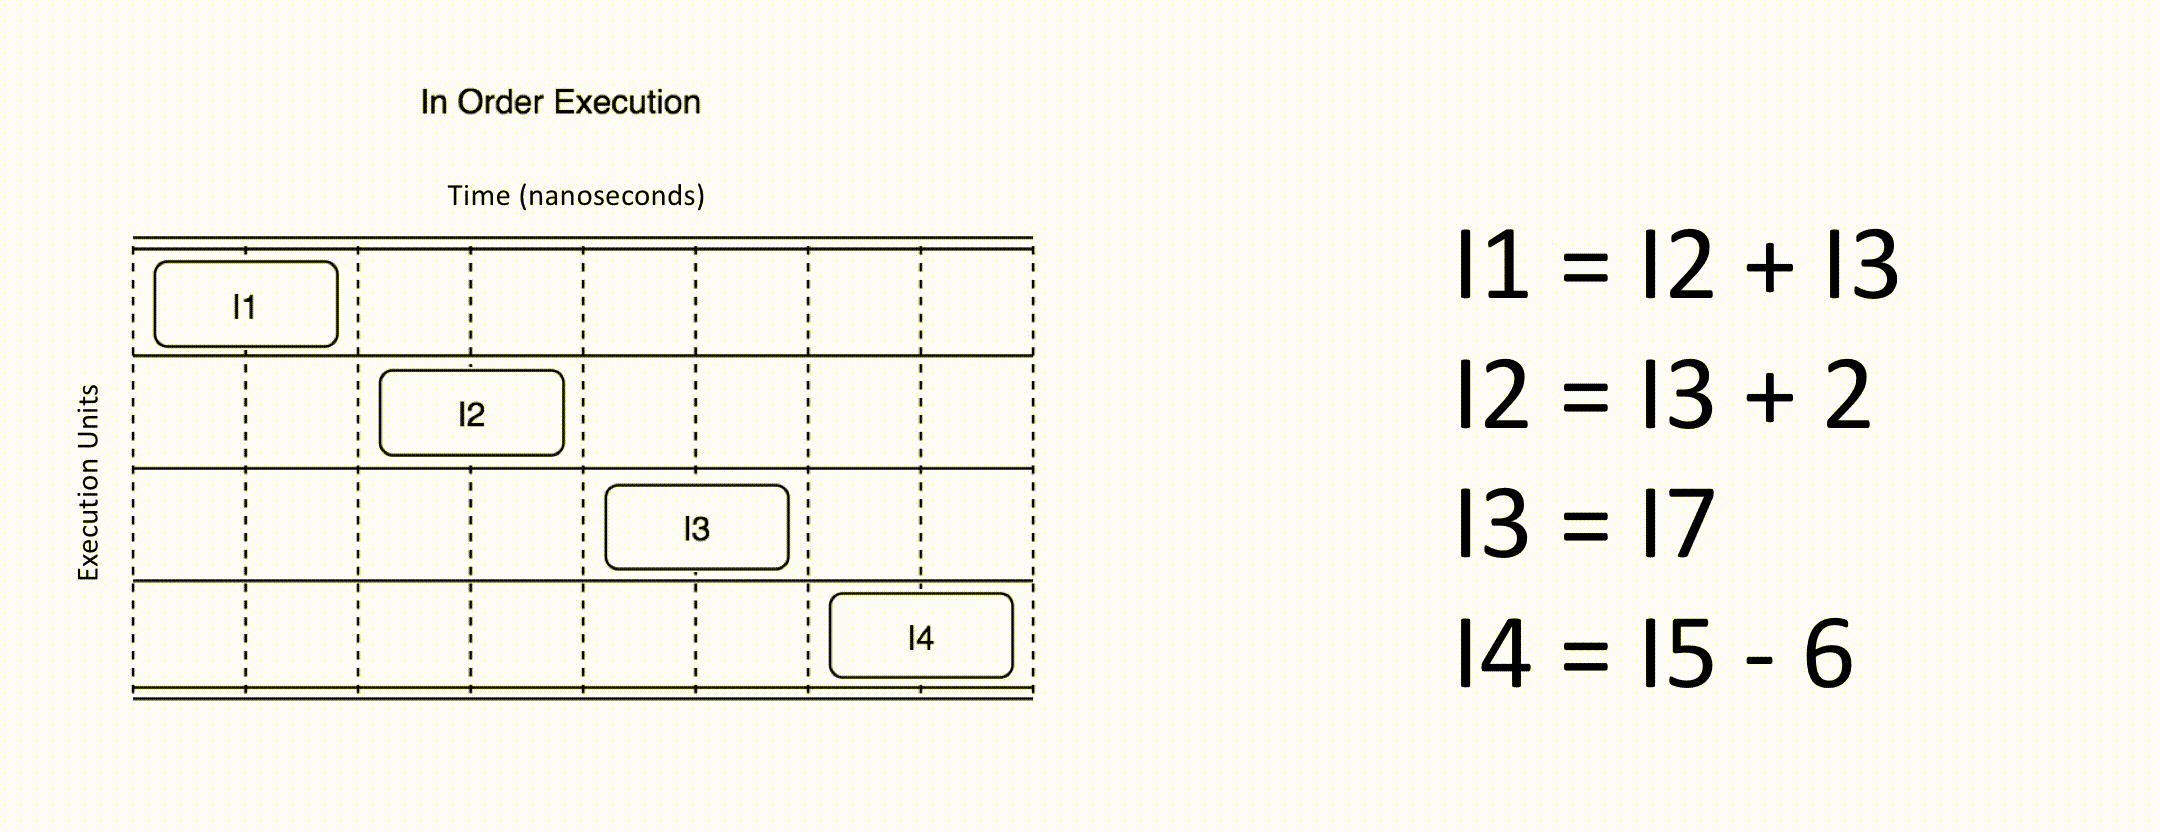 In Order Execution
Time (nanoseconds)
Execution Units
I1
I2
I3
I4
I1 = I2 + I3
I2 = I3 + 2
I3 = I7
I4 = I5 - 6